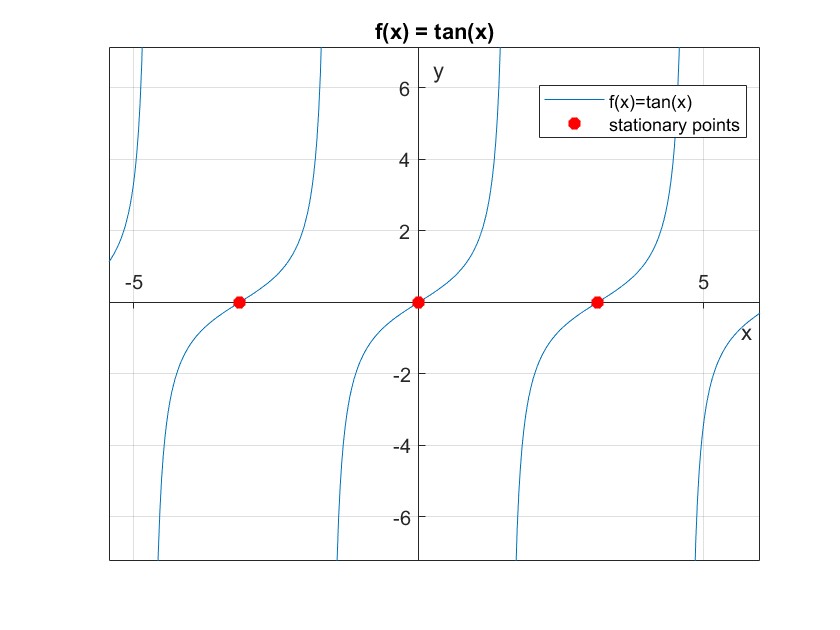 f(x) = tan(x)
y
6
f(x)=tan(x)
stationary points
4
2
-5
5
x
-2
-4
-6